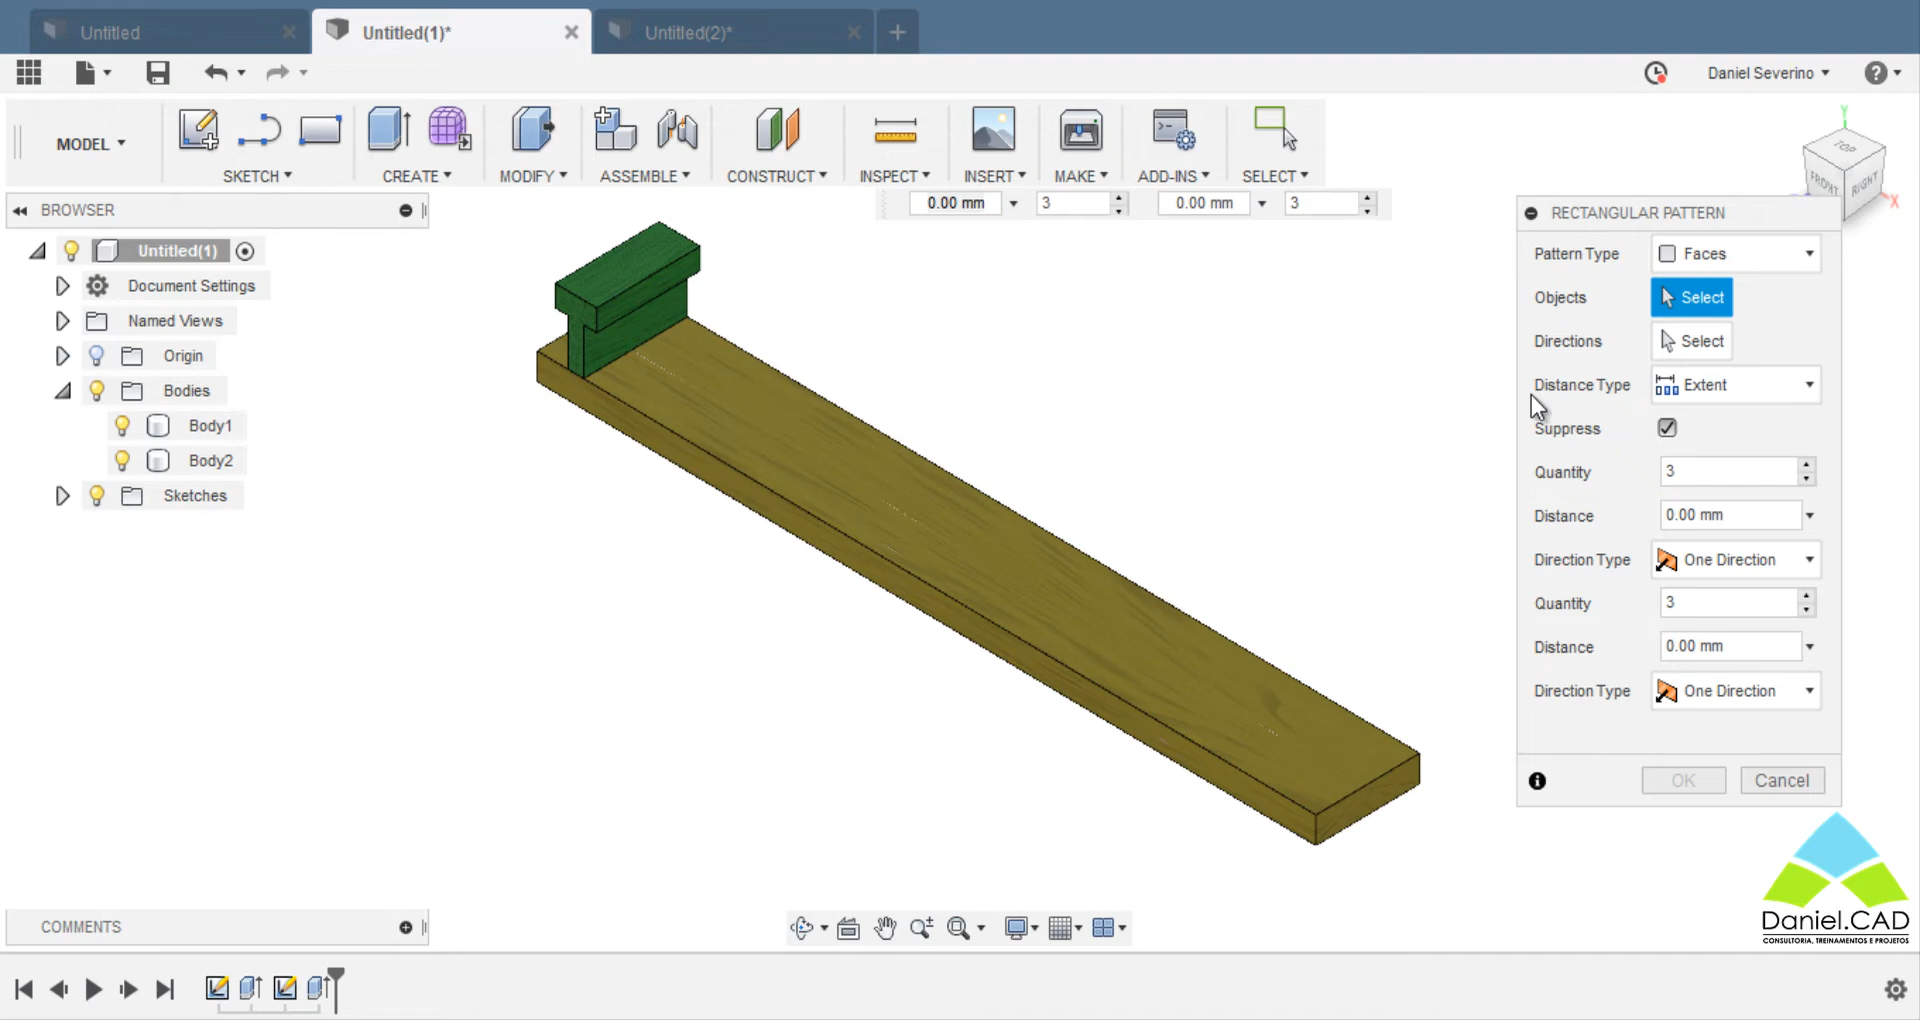 Untitled
Untitled(1)*
Untitled(2)*
Daniel Severino
MODEL
SKETCH
CREATE
MODIFY
ASSEMBLE
CONSTRUCT
INSPECT
INSERT
MAKE
ADD-INS
SELECT
TOP
FRONT
RIGHT
Y
X
0.00 mm
3
0.00 mm
3
BROWSER
Untitled(1)
Document Settings
Named Views
Origin
Bodies
Body1
Body2
Sketches
RECTANGULAR PATTERN
Pattern Type
Faces
Objects
Select
Directions
Select
Distance Type
Extent
Suppress
Quantity
3
Distance
0.00 mm
Direction Type
One Direction
Quantity
3
Distance
0.00 mm
Direction Type
One Direction
OK
Cancel
Daniel.CAD
CONSULTORIA, TREINAMENTOS E PROJETOS
COMMENTS